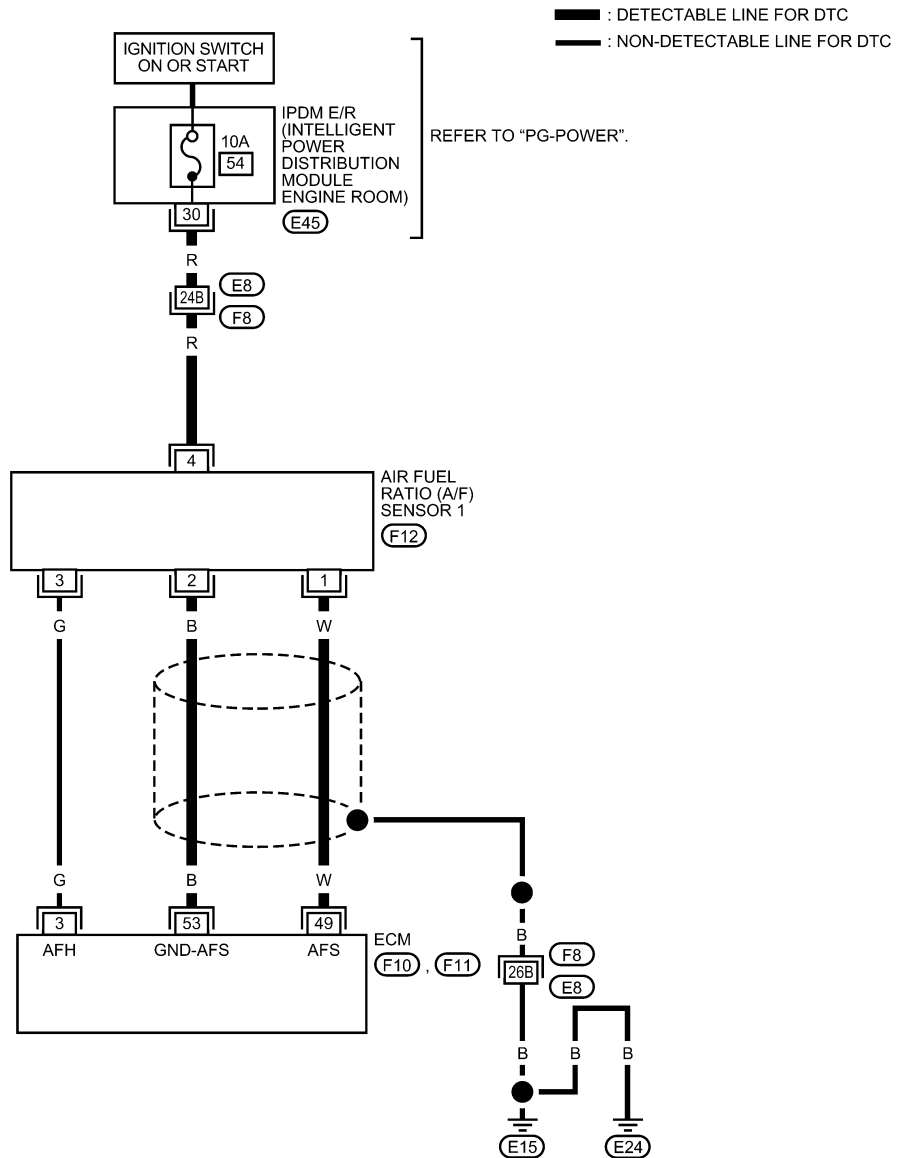 : DETECTABLE LINE FOR DTC
: NON-DETECTABLE LINE FOR DTC
IGNITION SWITCH
ON OR START
IPDM E/R
(INTELLIGENT
POWER
DISTRIBUTION
MODULE
ENGINE ROOM)
10A
54
REFER TO “PG-POWER”.
30
E45
R
24B
E8
F8
R
4
AIR FUEL
RATIO (A/F)
SENSOR 1
F12
3 2 1
G B W
G B W
3 53 49
AFH GND-AFS AFS
ECM
F10 , F11
B
26B
F8
E8
B B B
E15 E24